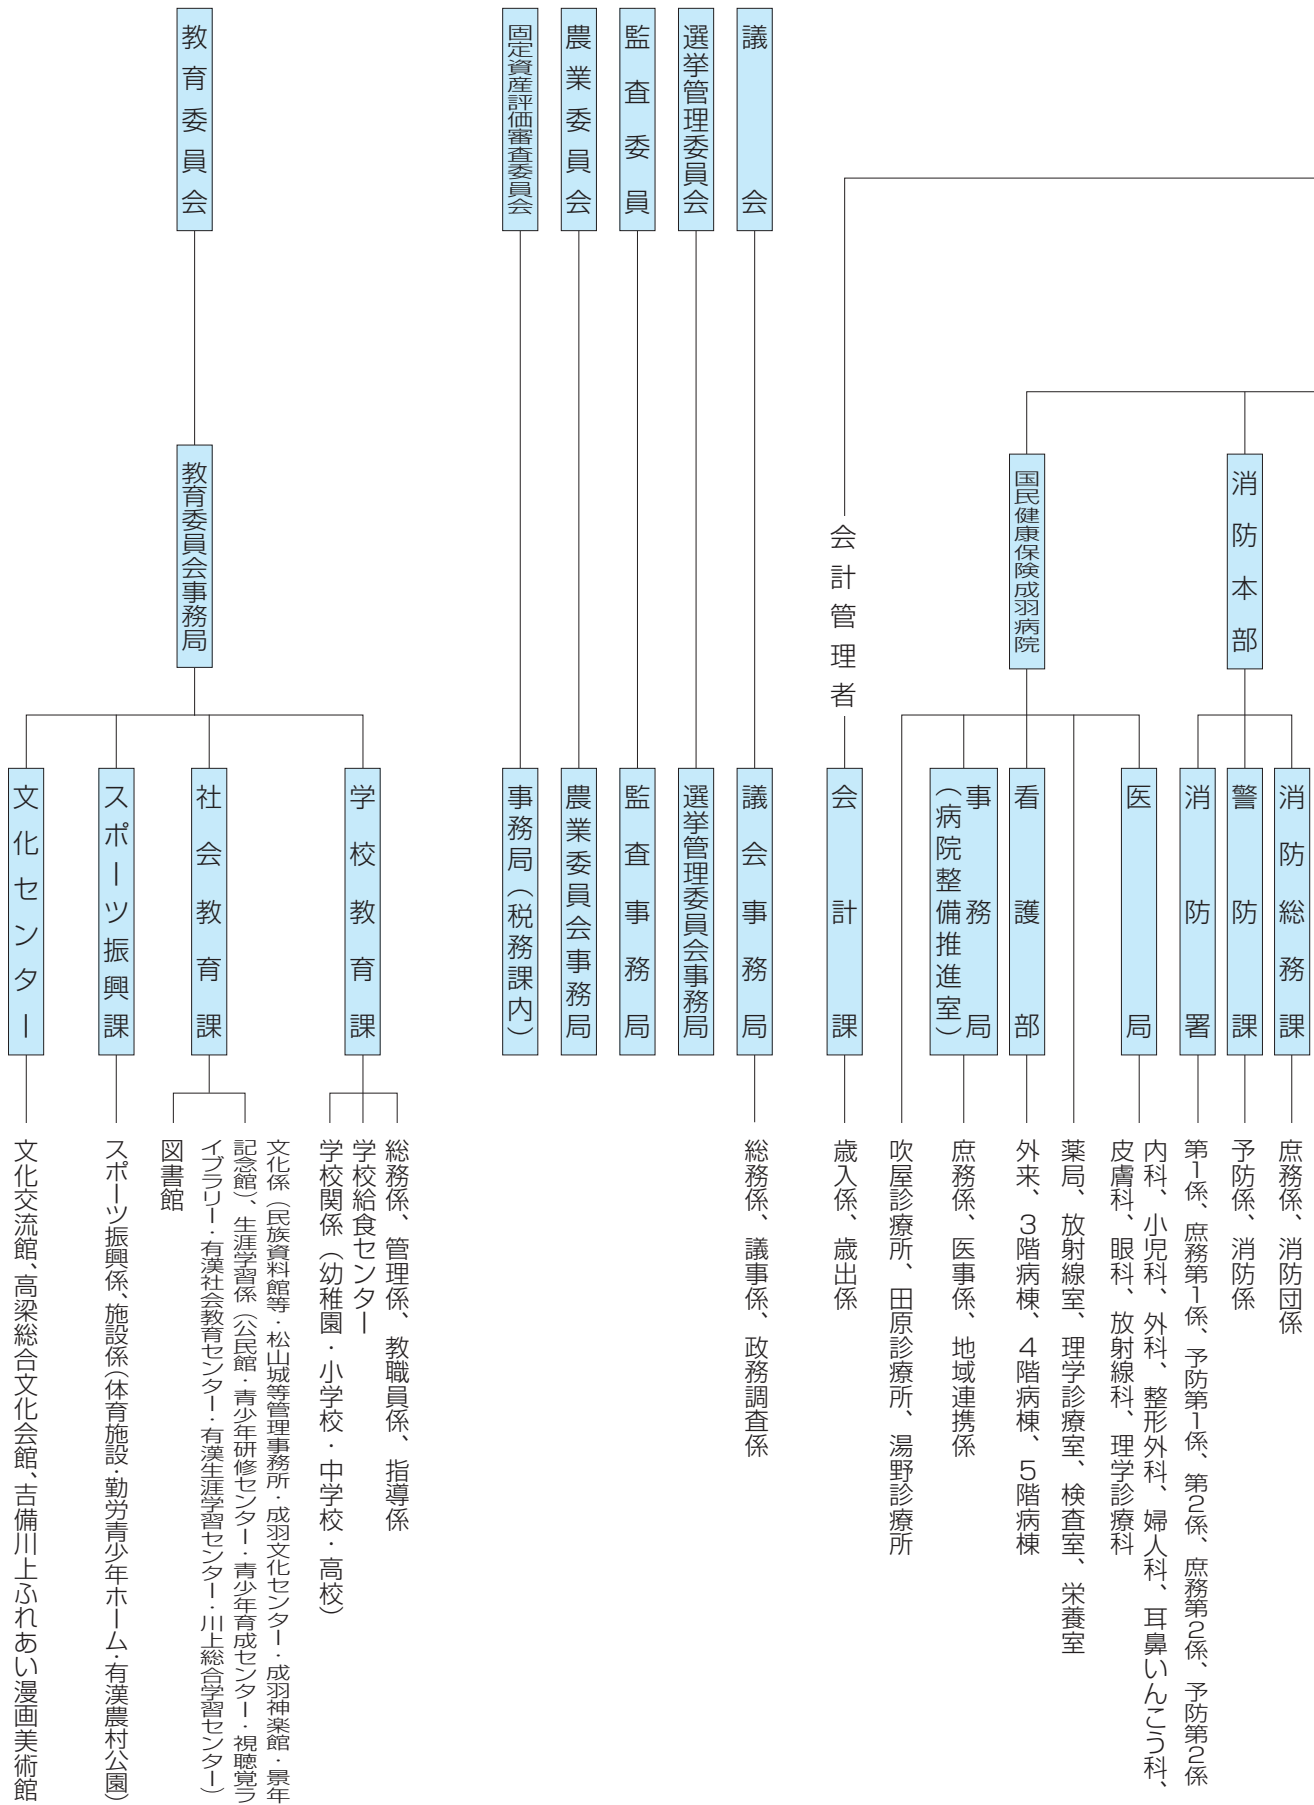 消防本部
消防総務課
庶務係、消防団係
警防課
予防係、消防係
消防署
第1係、庶務第1係、予防第1係、第2係、庶務第2係、予防第2係
国民健康保険成羽病院
医局
内科、小児科、外科、整形外科、婦人科、耳鼻いんこう科、
皮膚科、眼科、放射線科、理学診療科
薬局、放射線室、理学診療室、検査室、栄養室
看護部
外来、3階病棟、4階病棟、5階病棟
事務局
(病院整備推進室)
庶務係、医事係、地域連携係
吹屋診療所、田原診療所、湯野診療所
会計管理者
会計課
歳入係、歳出係
議会
議会事務局
総務係、議事係、政務調査係
選挙管理委員会
選挙管理委員会事務局
監査委員
監査事務局
農業委員会
農業委員会事務局
固定資産評価審査委員会
事務局(税務課内)
教育委員会
教育委員会事務局
学校教育課
総務係、管理係、教職員係、指導係
学校給食センター
学校関係(幼稚園・小学校・中学校・高校)
社会教育課
文化係(民族資料館等・松山城等管理事務所・成羽文化センター・成羽神楽館・景年
記念館)、生涯学習係(公民館・青少年研修センター・青少年育成センター・視聴覚ラ
イブラリー・有漢社会教育センター・有漢生涯学習センター・川上総合学習センター)
図書館
スポーツ振興課
スポーツ振興係、施設係(体育施設・勤労青少年ホーム・有漢農村公園)
文化センター
文化交流館、高梁総合文化会館、吉備川上ふれあい漫画美術館